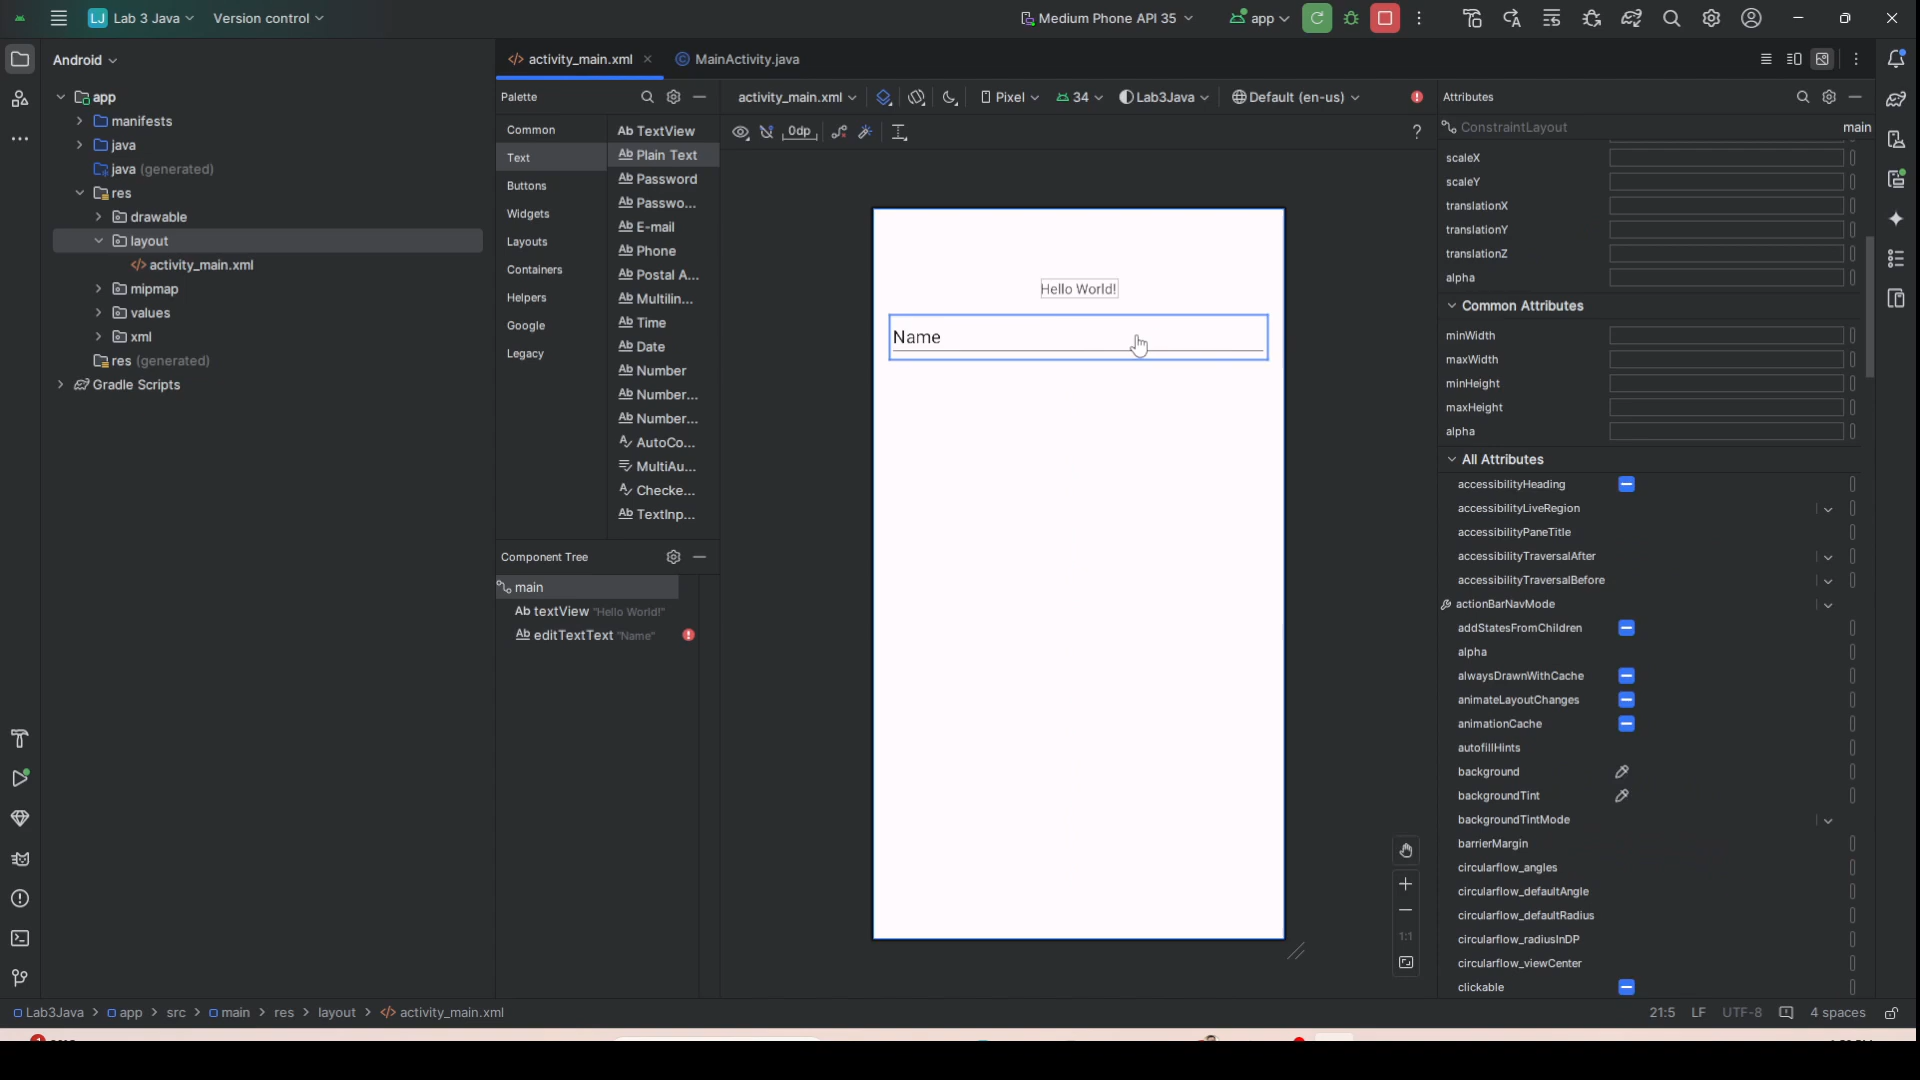 LJ Lab 3 Java Version control Medium Phone API 35 app
Android
activity_main.xml MainActivity.java
app
manifests
java
java (generated)
res
drawable
layout
activity_main.xml
mipmap
values
xml
res (generated)
Gradle Scripts
Palette
Common
Text
Buttons
Widgets
Layouts
Containers
Helpers
Google
Legacy
Ab TextView
Ab Plain Text
Ab Password
Ab Passwo...
Ab E-mail
Ab Phone
Ab Postal A...
Ab Multilin...
Ab Time
Ab Date
Ab Number
Ab Number...
Ab Number...
AutoCo...
MultiAu...
Checke...
Ab TextInp...
Component Tree
main
Ab textView "Hello World!"
Ab editTextText "Name"
activity_main.xml Pixel 34 Lab3Java Default (en-us)
0dp
?
Hello World!
Name
1:1
Attributes
ConstraintLayout main
scaleX
scaleY
translationX
translationY
translationZ
alpha
Common Attributes
minWidth
maxWidth
minHeight
maxHeight
alpha
All Attributes
accessibilityHeading
accessibilityLiveRegion
accessibilityPaneTitle
accessibilityTraversalAfter
accessibilityTraversalBefore
actionBarNavMode
addStatesFromChildren
alpha
alwaysDrawnWithCache
animateLayoutChanges
animationCache
autofillHints
background
backgroundTint
backgroundTintMode
barrierMargin
circularflow_angles
circularflow_defaultAngle
circularflow_defaultRadius
circularflow_radiusInDP
circularflow_viewCenter
clickable
Lab3Java > app > src > main > res > layout > activity_main.xml 21:5 LF UTF-8 4 spaces